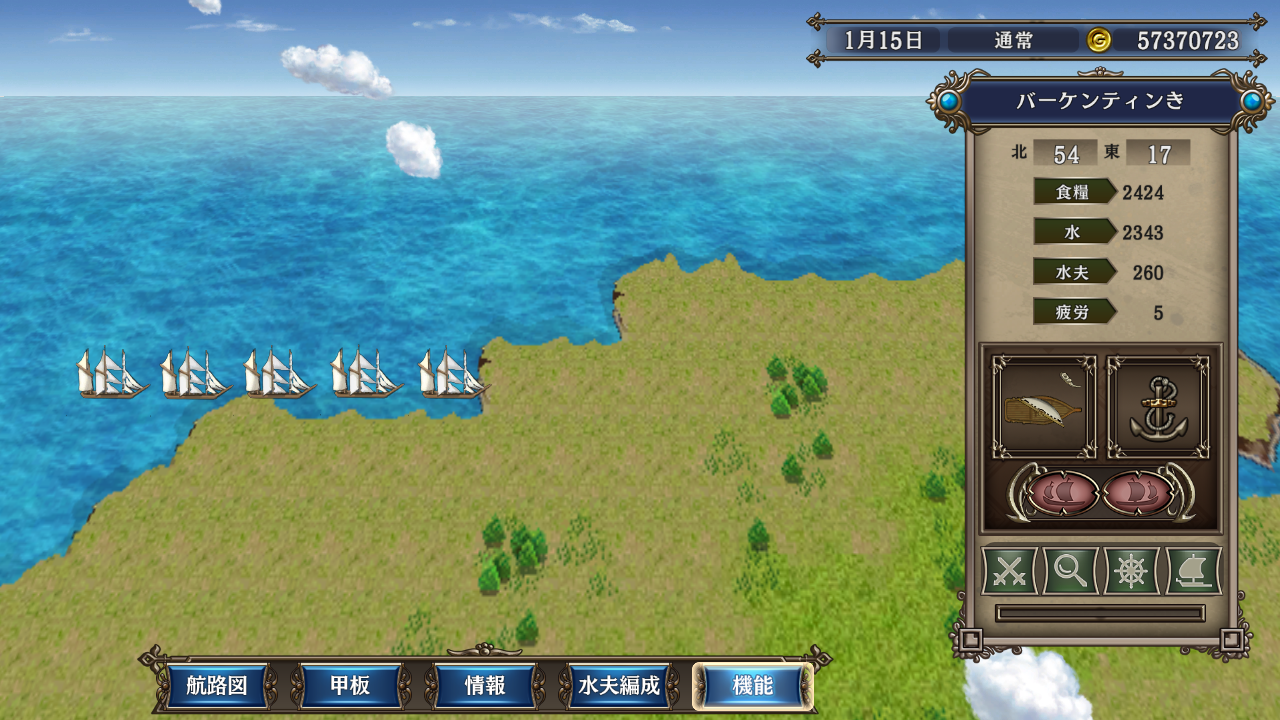 1月15日 通常 G 57370723
バーケンティンき
北 54 東 17
食糧 2424
水 2343
水夫 260
疲労 5
航路図 甲板 情報 水夫編成 機能